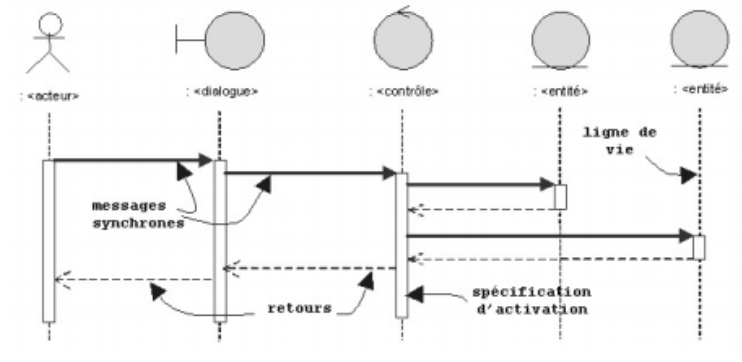 : <acteur>
: <dialogue>
: <contrôle>
: <entité>
: <entité>
ligne de
vie
messages
synchrones
retours
spécification
d'activation